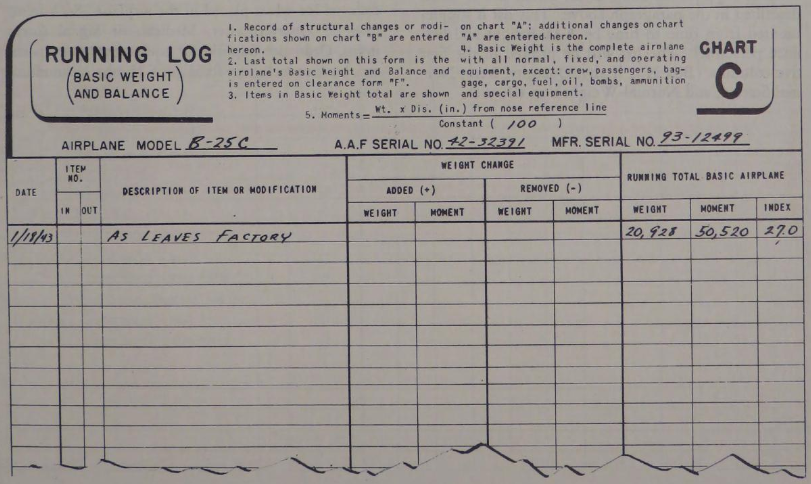 RUNNING LOG
(BASIC WEIGHT
AND BALANCE)
1. Record of structural changes or modi-
fications shown on chart "B" are entered
hereon.
2. Last total shown on this form is the
airplane's Basic Weight and Balance and
is entered on clearance form "F".
3. Items in Basic Weight total are shown
on chart "A": additional changes on chart
"A" are entered hereon.
4. Basic Weight is the complete airplane
with all normal, fixed, and operating
equipment, except: crew, passengers, bag-
gage, cargo, fuel, oil, bombs, ammunition
and special equipment.
5. Moments = Wt. x Dis. (in.) from nose reference line
Constant ( 100 )
CHART
C
AIRPLANE MODEL B-25C A.A.F SERIAL NO. 42-32391 MFR. SERIAL NO. 93-12499
DATE ITEM NO. DESCRIPTION OF ITEM OR MODIFICATION WEIGHT CHANGE RUNNING TOTAL BASIC AIRPLANE
ADDED (+) REMOVED (-)
IN OUT WEIGHT MOMENT WEIGHT MOMENT WEIGHT MOMENT INDEX
1/18/43 AS LEAVES FACTORY 20,928 50,520 27.0